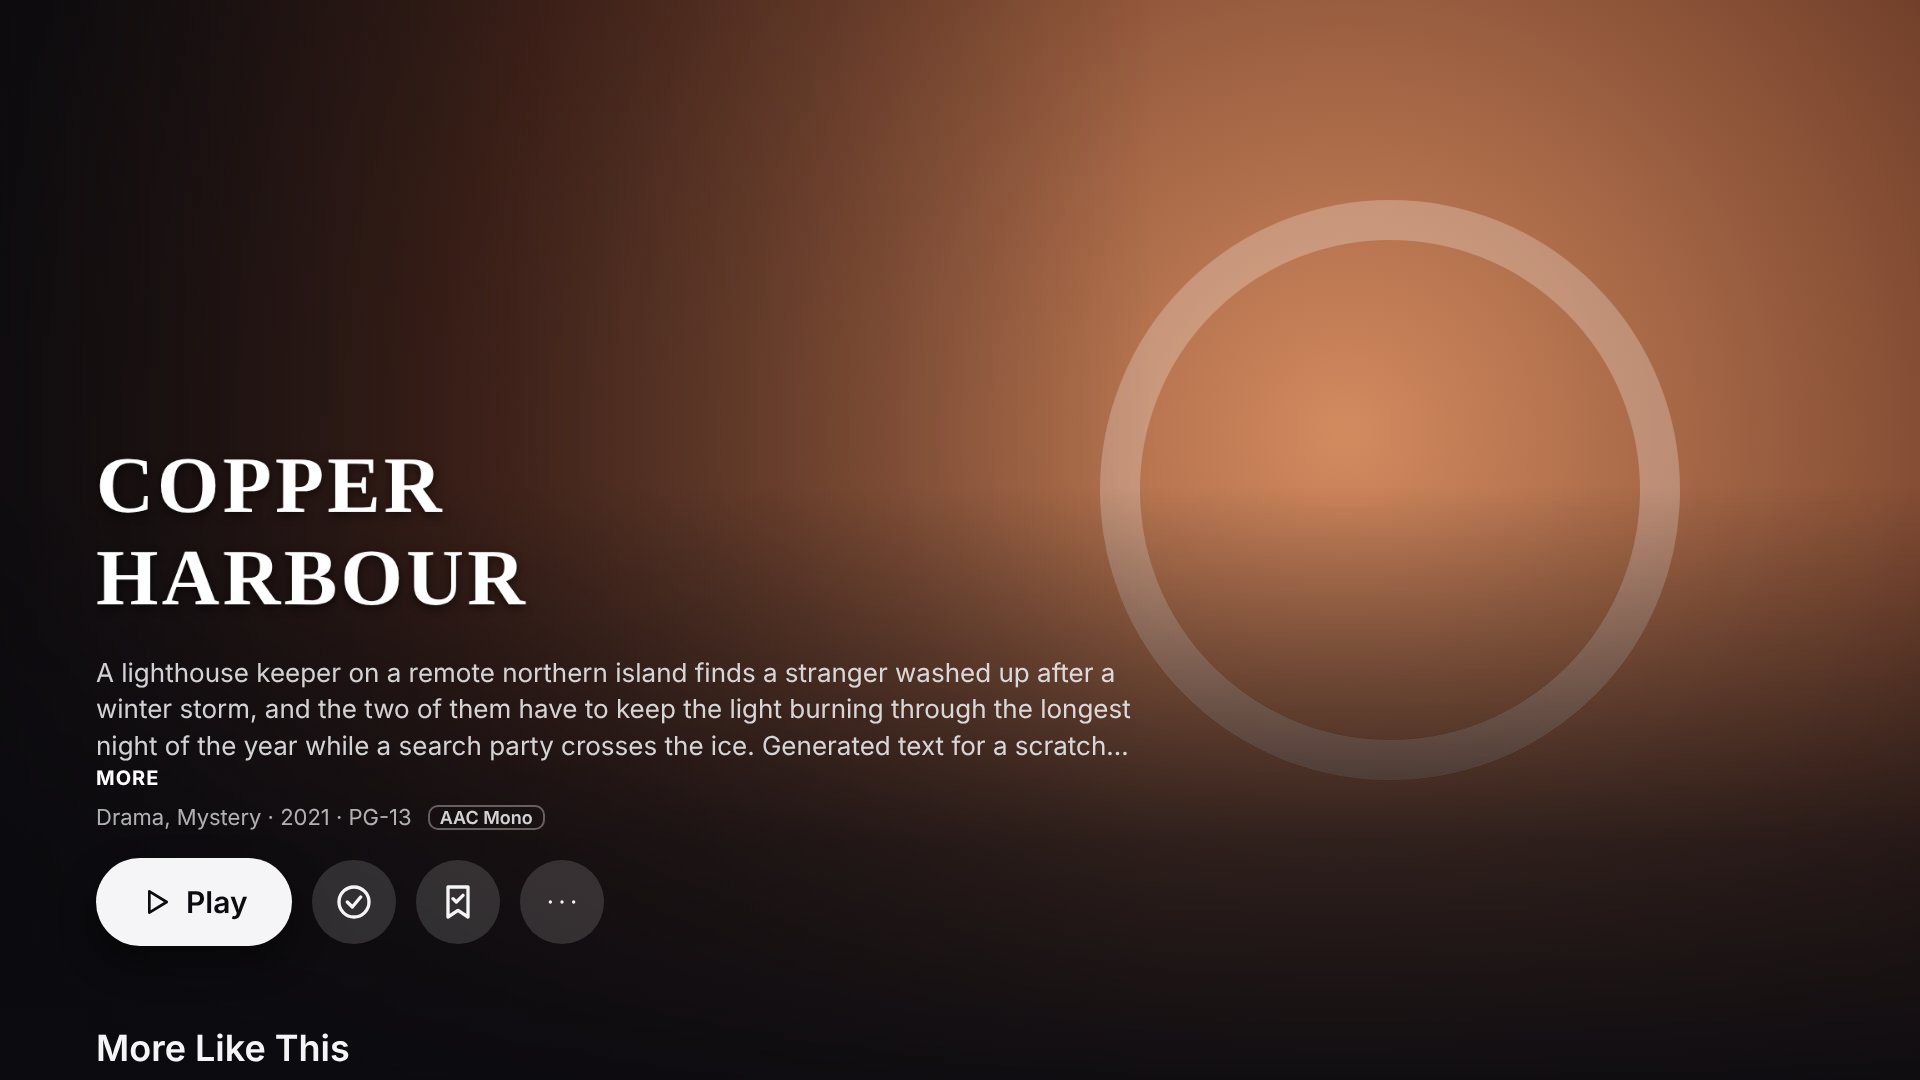 COPPER
HARBOUR
A lighthouse keeper on a remote northern island finds a stranger washed up after a
winter storm, and the two of them have to keep the light burning through the longest
night of the year while a search party crosses the ice. Generated text for a scratch...
MORE
Drama, Mystery · 2021 · PG-13 AAC Mono
Play
More Like This